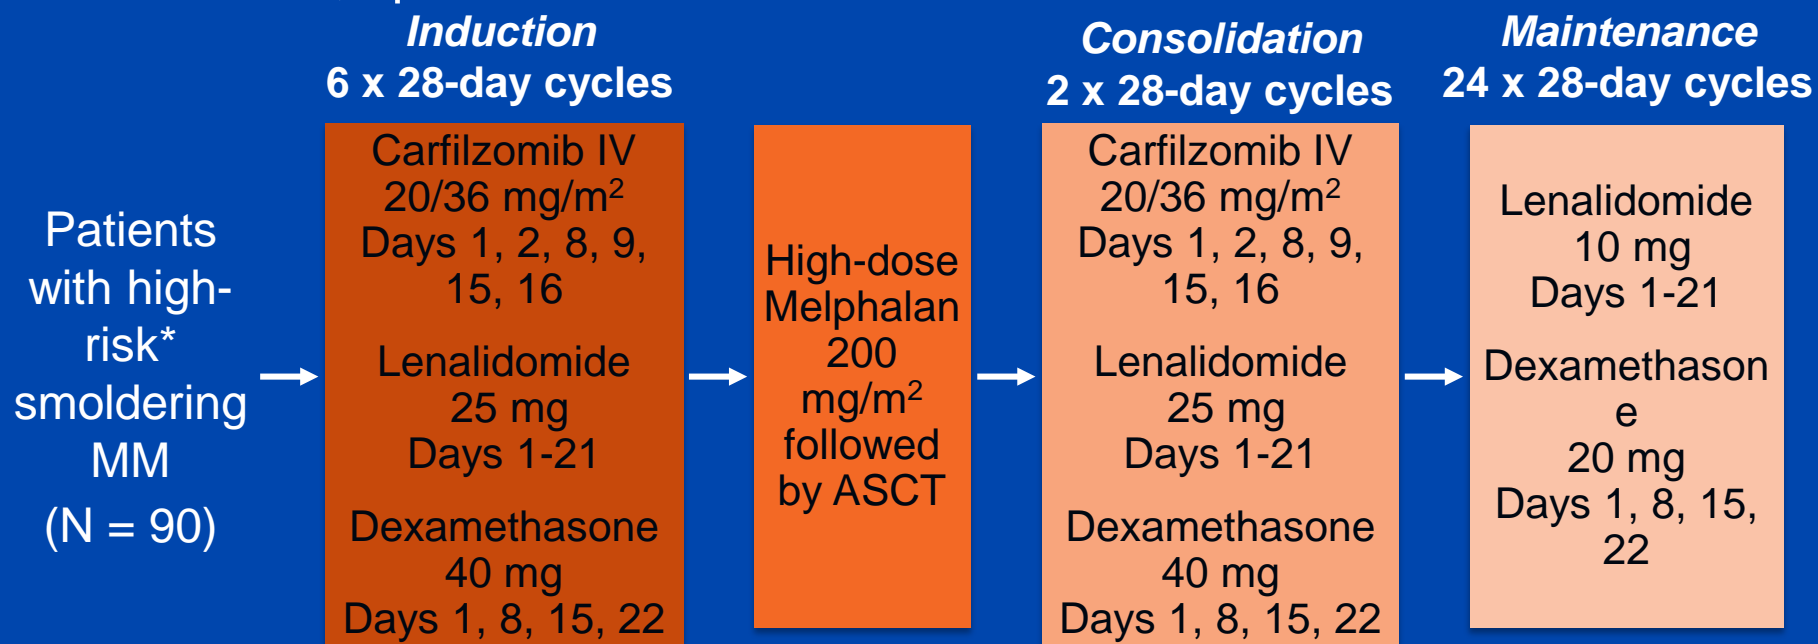 Induction
6 x 28-day cycles
Consolidation
2 x 28-day cycles
Maintenance
24 x 28-day cycles
Patients
with high-
risk*
smoldering
MM
(N = 90)
Carfilzomib IV
20/36 mg/m²
Days 1, 2, 8, 9,
15, 16
Lenalidomide
25 mg
Days 1-21
Dexamethasone
40 mg
Days 1, 8, 15, 22
High-dose
Melphalan
200
mg/m²
followed
by ASCT
Carfilzomib IV
20/36 mg/m²
Days 1, 2, 8, 9,
15, 16
Lenalidomide
25 mg
Days 1-21
Dexamethasone
40 mg
Days 1, 8, 15, 22
Lenalidomide
10 mg
Days 1-21
Dexamethason
e
20 mg
Days 1, 8, 15,
22